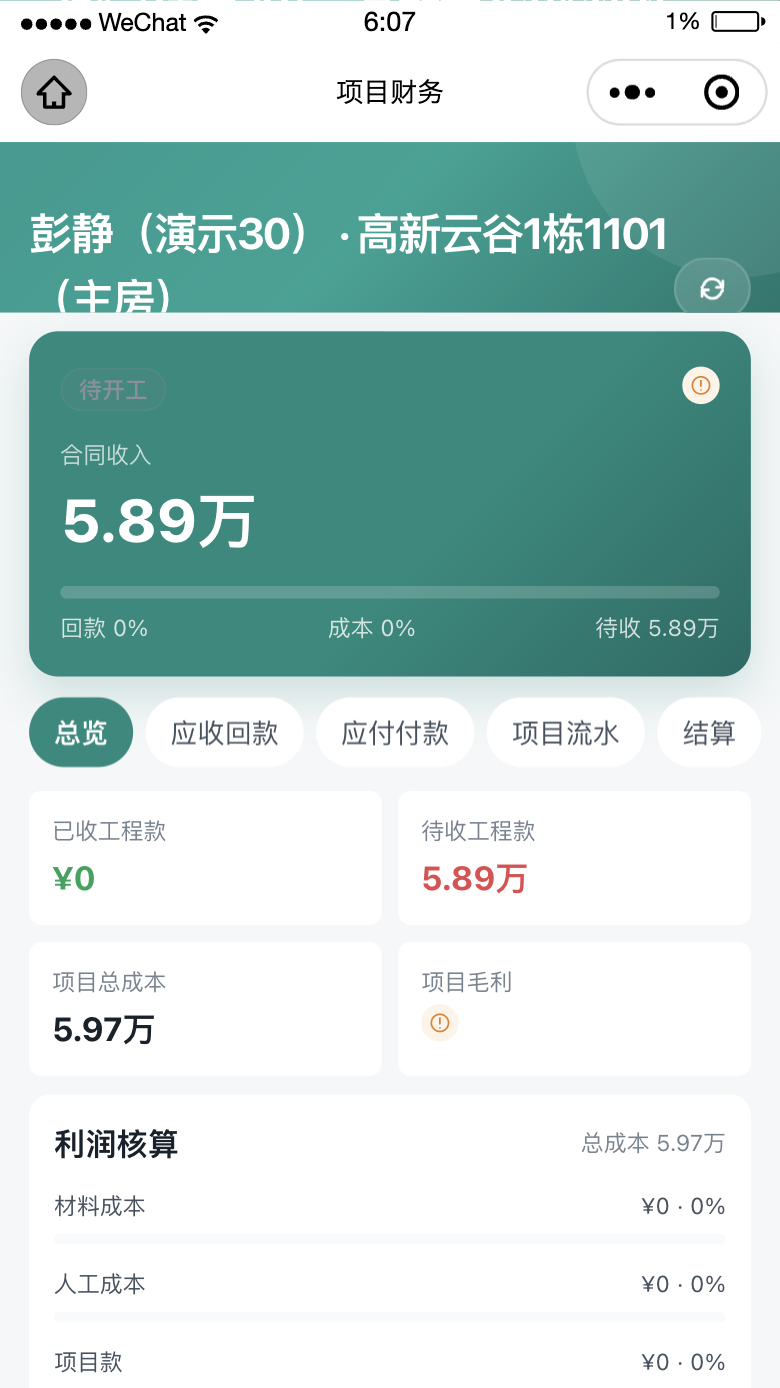 WeChat 6:07 1%
项目财务
彭静（演示30） · 高新云谷1栋1101
（主房）
待开工
合同收入
5.89万
回款 0% 成本 0% 待收 5.89万
总览 应收回款 应付付款 项目流水 结算
已收工程款 待收工程款
¥0 5.89万
项目总成本 项目毛利
5.97万
利润核算 总成本 5.97万
材料成本 ¥0 · 0%
人工成本 ¥0 · 0%
项目款 ¥0 · 0%